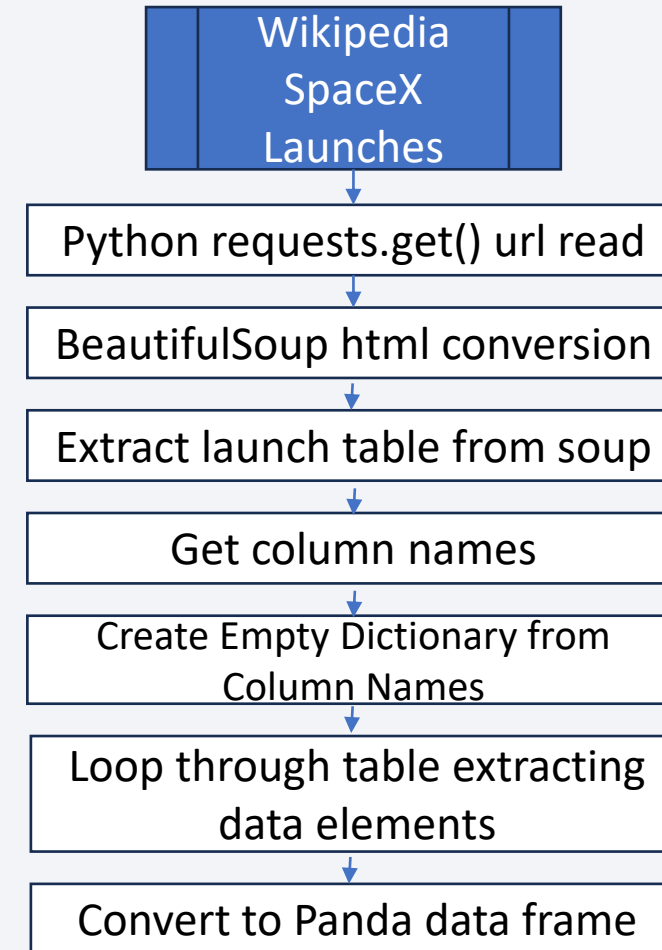 Wikipedia
SpaceX
Launches
Python requests.get() url read
BeautifulSoup html conversion
Extract launch table from soup
Get column names
Create Empty Dictionary from
Column Names
Loop through table extracting
data elements
Convert to Panda data frame